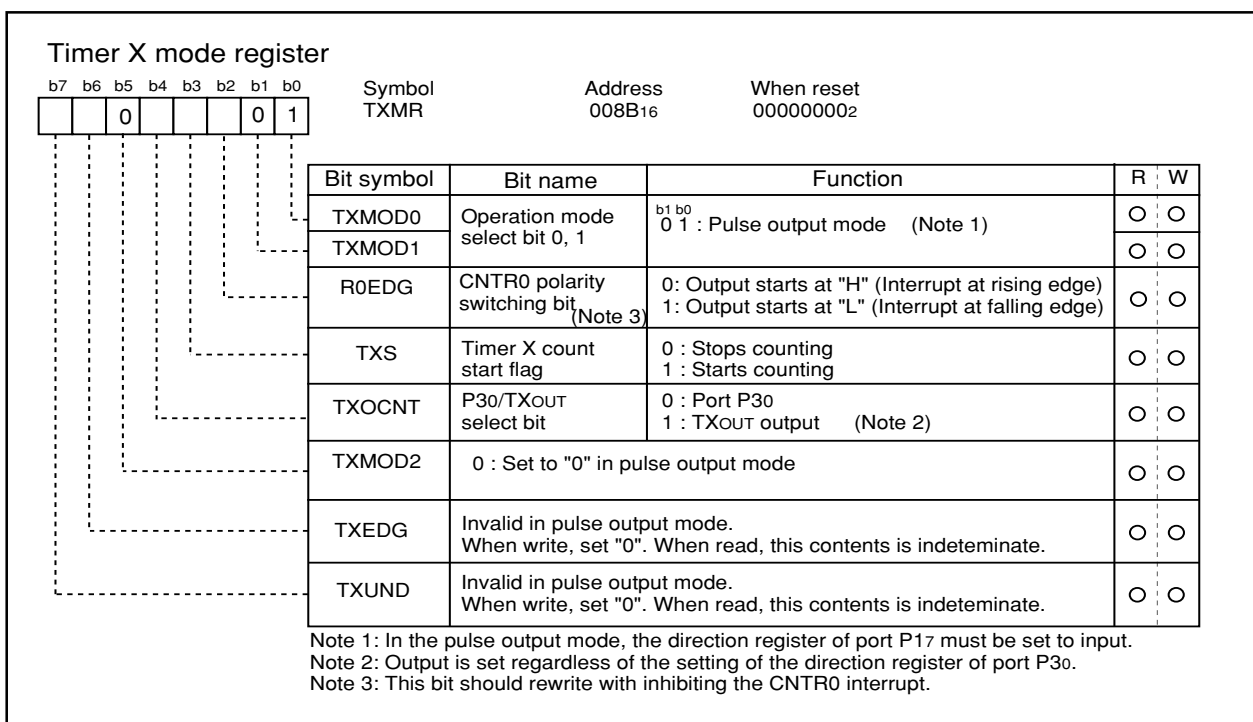 Timer X mode register
b7 b6 b5 b4 b3 b2 b1 b0
0 0 1
Symbol Address When reset
TXMR 008B16 000000002
Bit symbol Bit name Function R W
TXMOD0 Operation mode select bit 0, 1 b1 b0
0 1 : Pulse output mode (Note 1) O O
TXMOD1 O O
R0EDG CNTR0 polarity switching bit (Note 3) 0: Output starts at "H" (Interrupt at rising edge)
1: Output starts at "L" (Interrupt at falling edge) O O
TXS Timer X count start flag 0 : Stops counting
1 : Starts counting O O
TXOCNT P30/TXOUT select bit 0 : Port P30
1 : TXOUT output (Note 2) O O
TXMOD2 0 : Set to "0" in pulse output mode O O
TXEDG Invalid in pulse output mode.
When write, set "0". When read, this contents is indeteminate. O O
TXUND Invalid in pulse output mode.
When write, set "0". When read, this contents is indeteminate. O O
Note 1: In the pulse output mode, the direction register of port P17 must be set to input.
Note 2: Output is set regardless of the setting of the direction register of port P30.
Note 3: This bit should rewrite with inhibiting the CNTR0 interrupt.